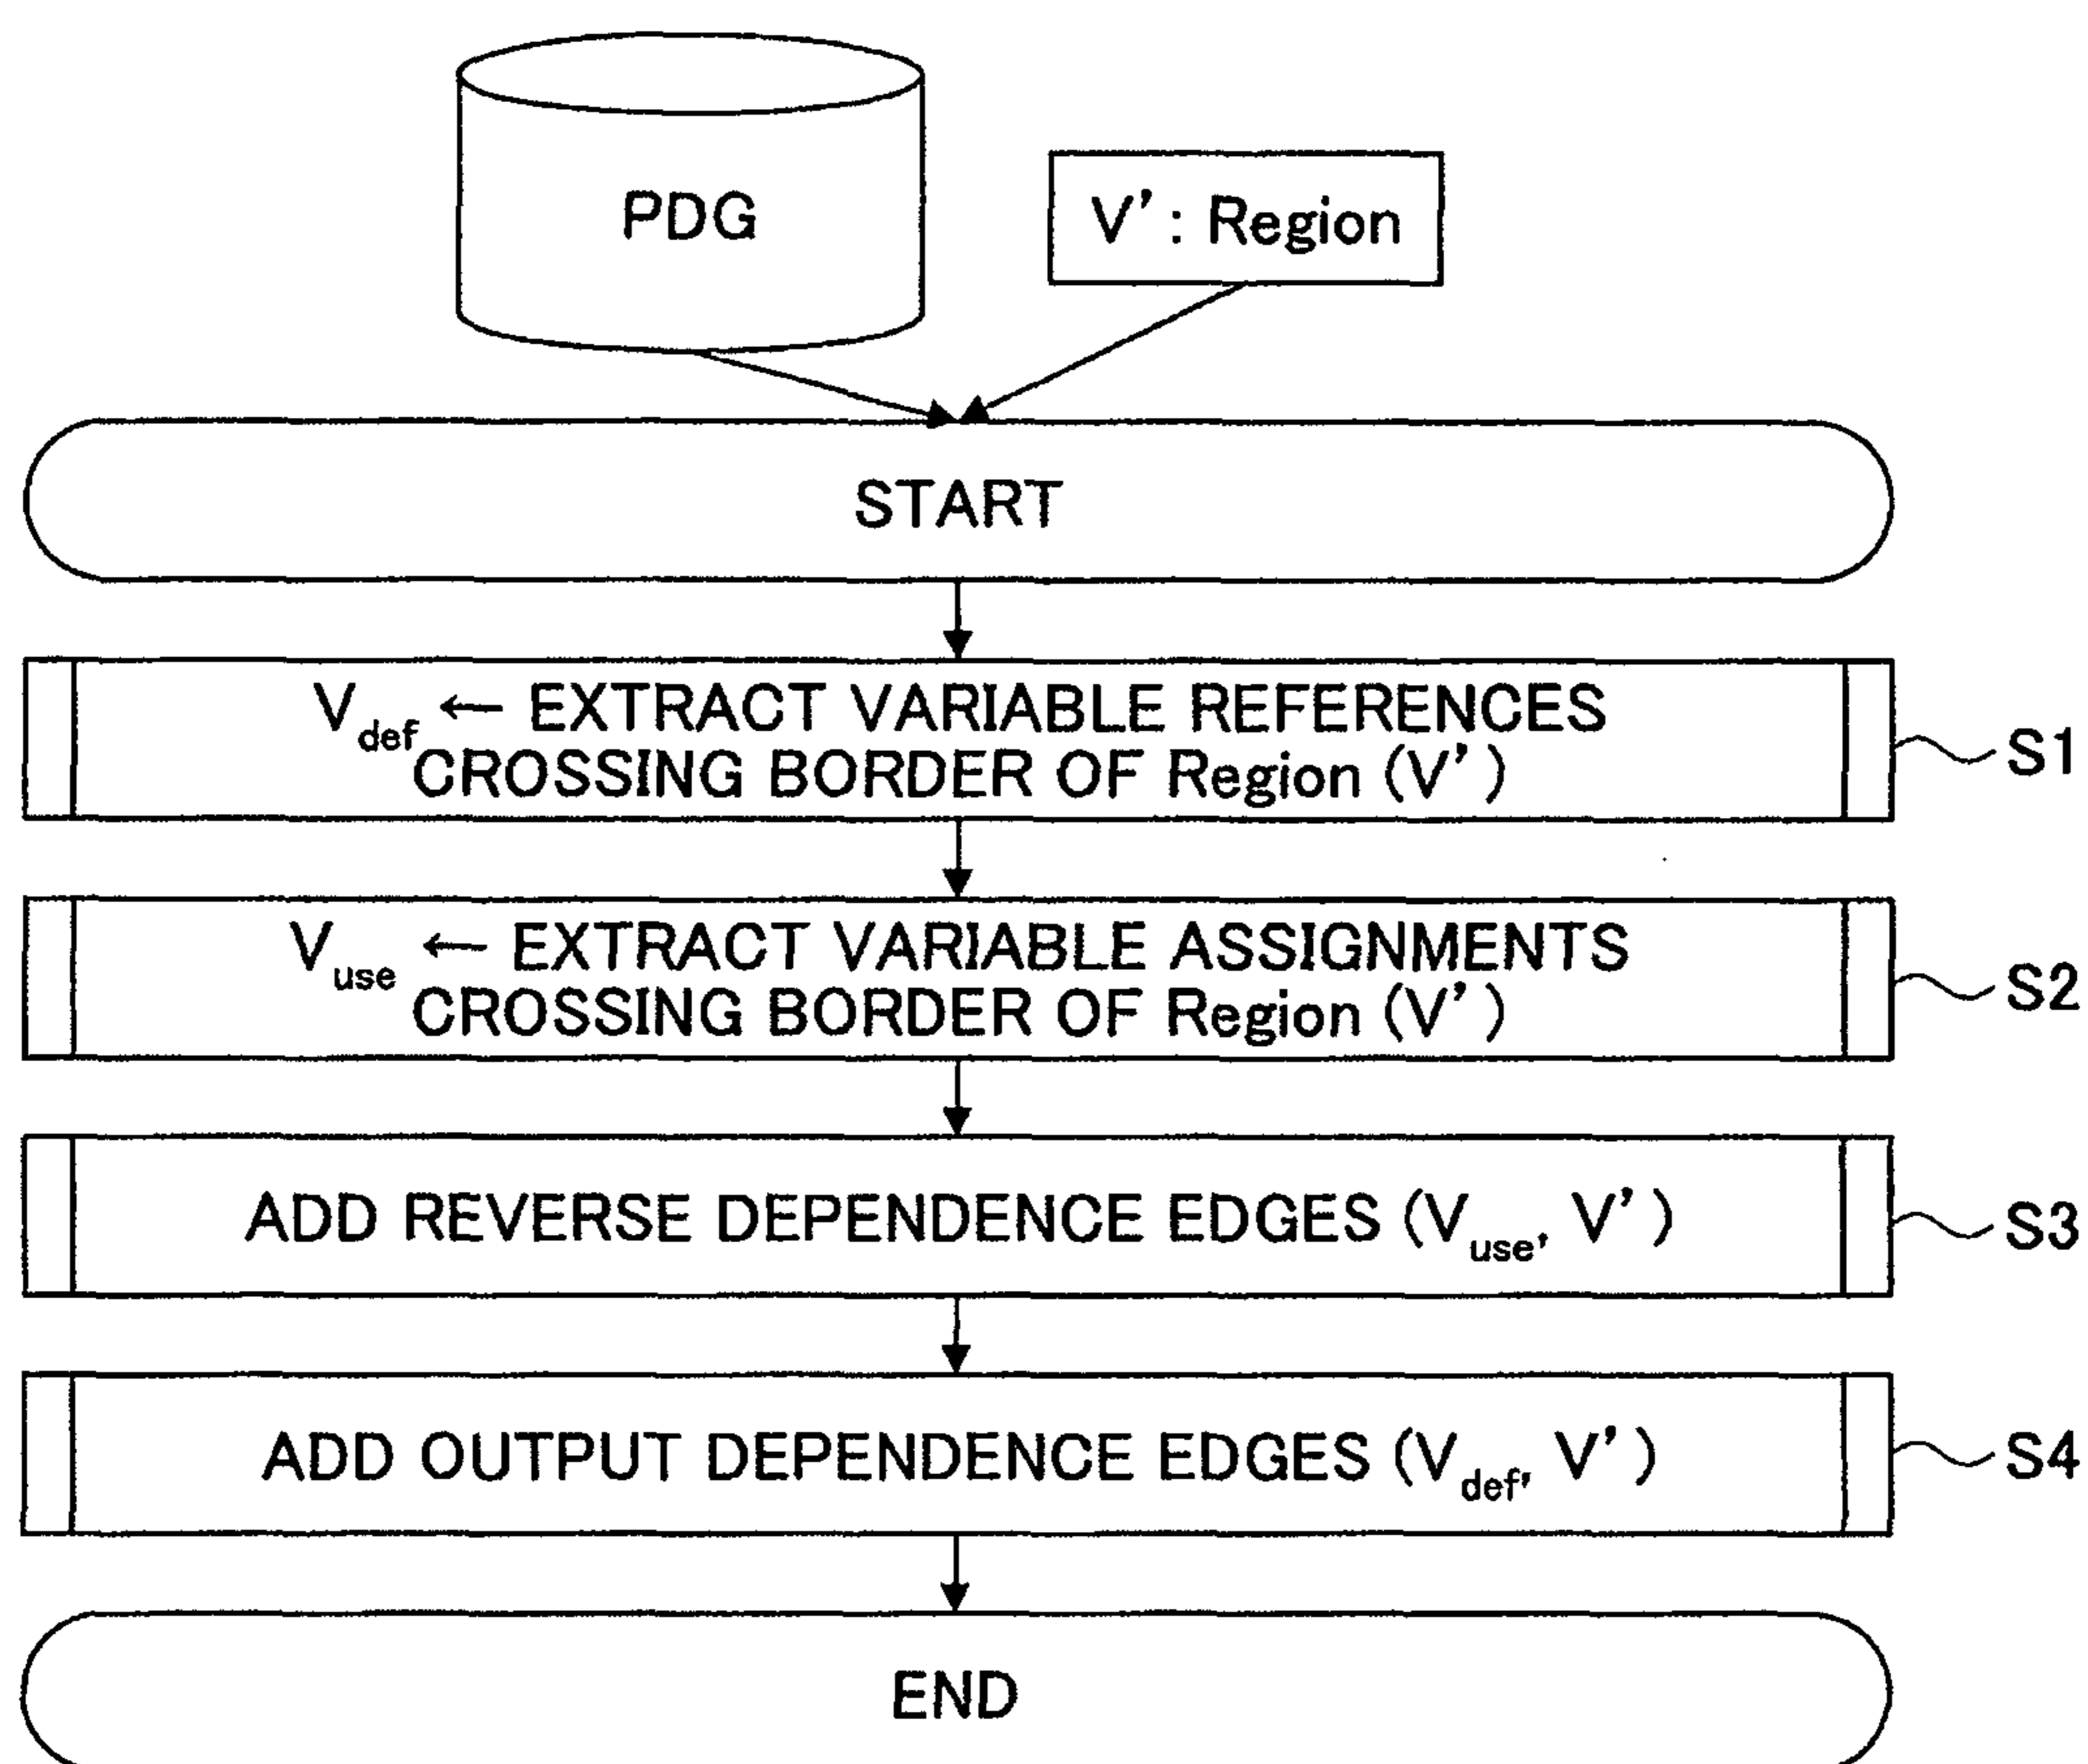 PDG
V' : Region
START
V_def ← EXTRACT VARIABLE REFERENCES
CROSSING BORDER OF Region (V')
S1
V_use ← EXTRACT VARIABLE ASSIGNMENTS
CROSSING BORDER OF Region (V')
S2
ADD REVERSE DEPENDENCE EDGES (V_use, V')
S3
ADD OUTPUT DEPENDENCE EDGES (V_def, V')
S4
END